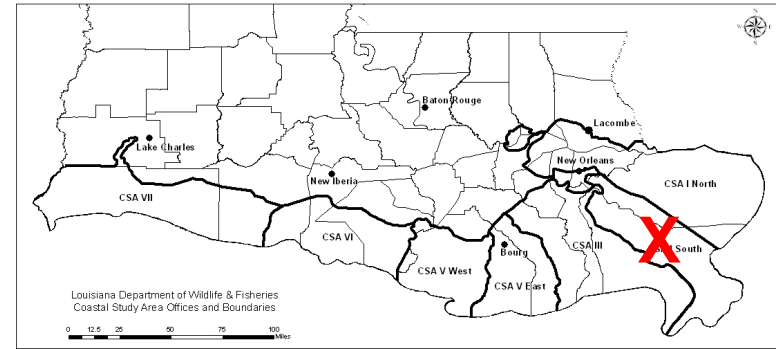 N
W
E
S
Baton Rouge
Lacombe
Lake Charles
New Orleans
New Iberia
CSA I North
CSA VII
CSA VI
CSA III
South
Bourg
CSA V West
CSA V East
Louisiana Department of Wildlife & Fisheries
Coastal Study Area Offices and Boundaries
0 12.5 25 50 75 100
Miles